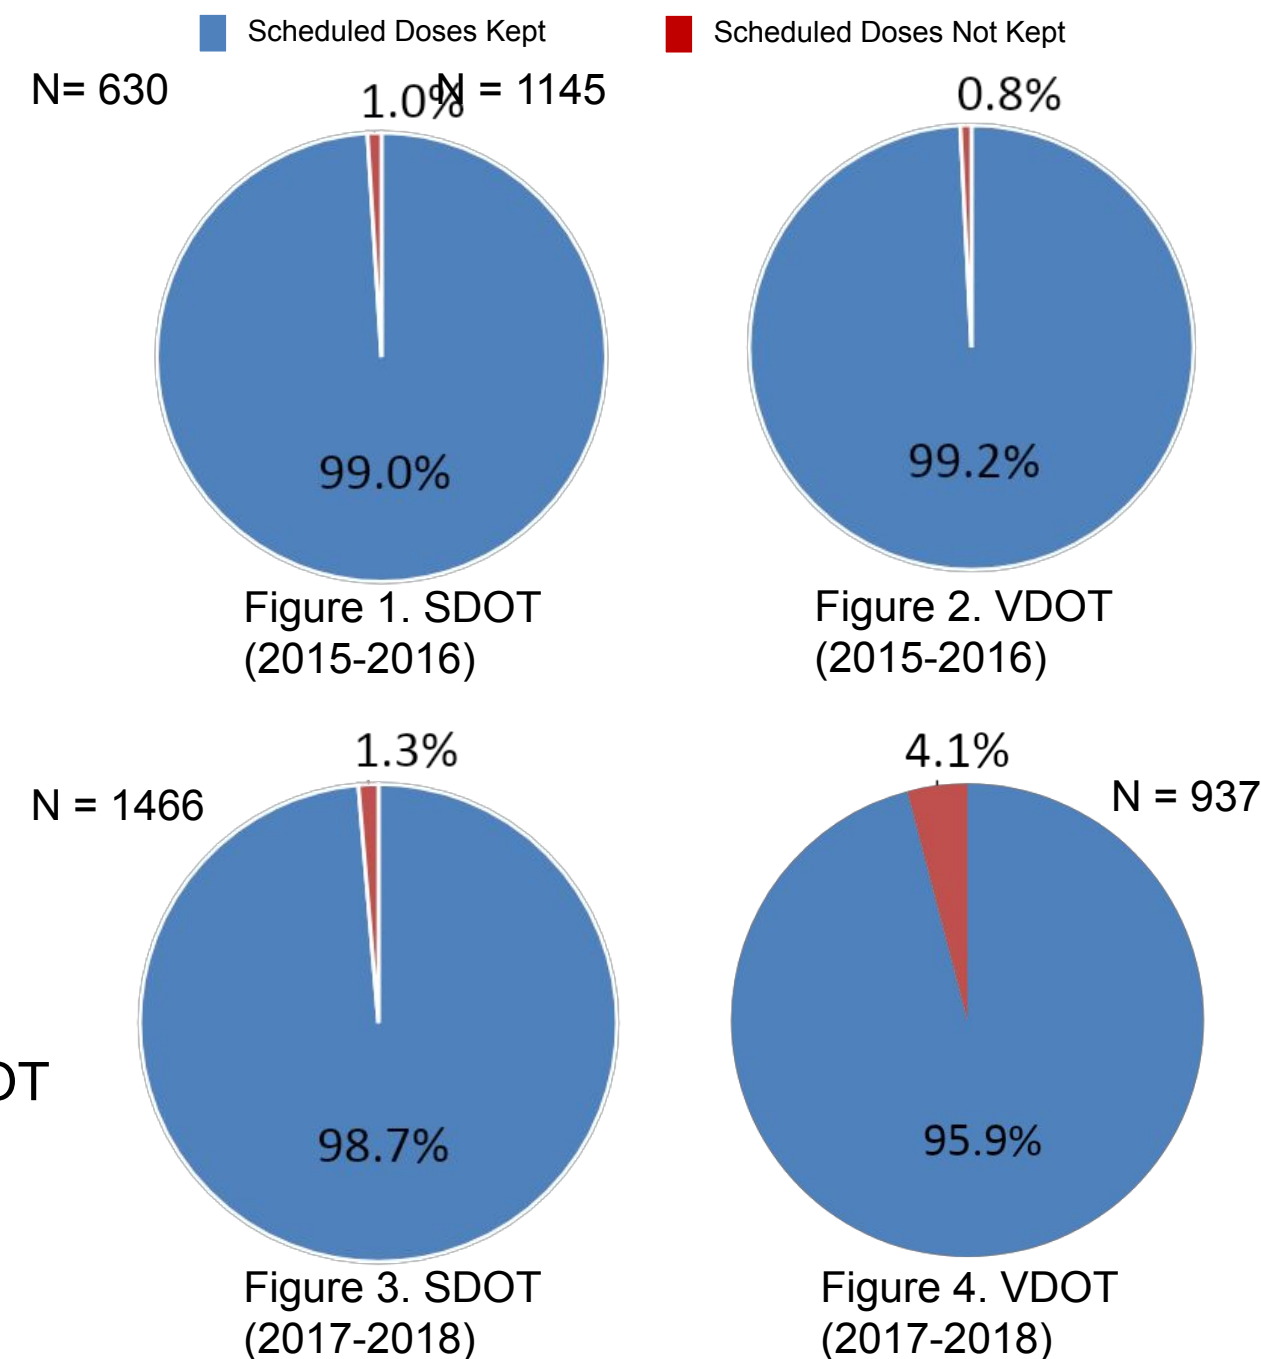 Scheduled Doses Kept
Scheduled Doses Not Kept
N= 630
1.0%
N = 1145
0.8%
99.0%
99.2%
Figure 1. SDOT
(2015-2016)
Figure 2. VDOT
(2015-2016)
1.3%
4.1%
N = 1466
N = 937
OT
98.7%
95.9%
Figure 3. SDOT
(2017-2018)
Figure 4. VDOT
(2017-2018)